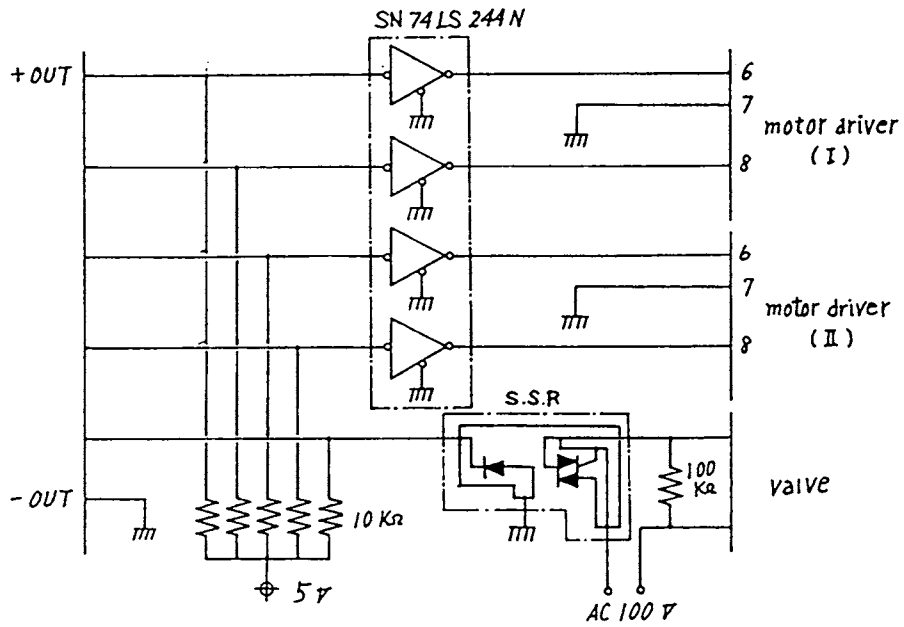 SN 74LS 244N
+OUT
6
7
motor driver
(I)
8
6
7
motor driver
(II)
8
S.S.R
100
KΩ
valve
-OUT
10 KΩ
5 V
AC 100 V